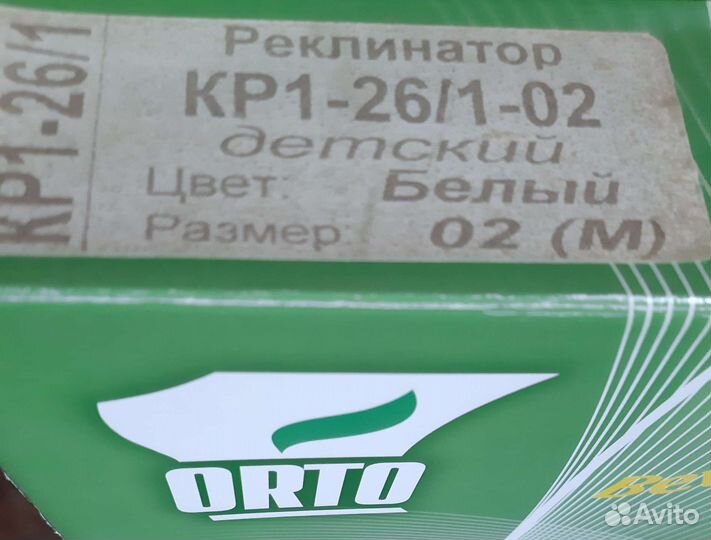 КР1-26/1
Реклинатор
КР1-26/1-02
детский
Цвет: Белый
Размер: 02 (М)
ORTO
Avito